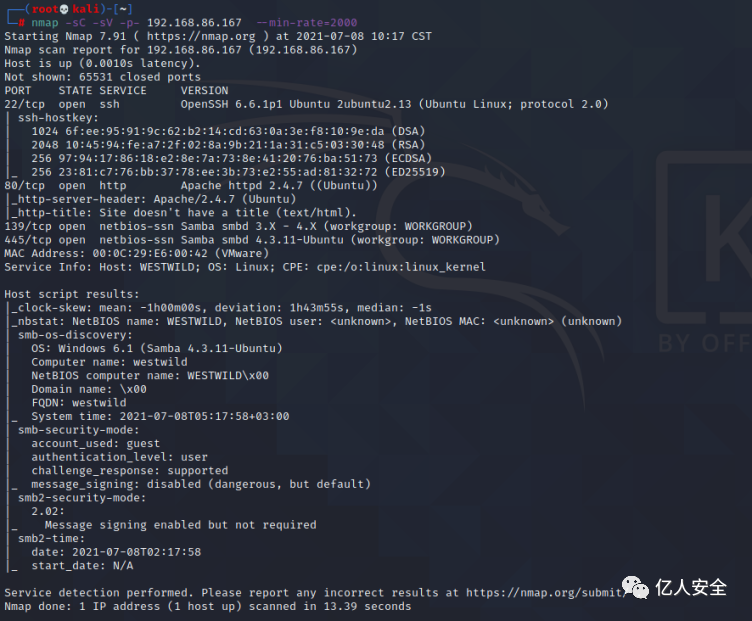 ┌──(root💀kali)-[~]
└─# nmap -sC -sV -p- 192.168.86.167  --min-rate=2000
Starting Nmap 7.91 ( https://nmap.org ) at 2021-07-08 10:17 CST
Nmap scan report for 192.168.86.167 (192.168.86.167)
Host is up (0.0010s latency).
Not shown: 65531 closed ports
PORT    STATE SERVICE     VERSION
22/tcp  open  ssh         OpenSSH 6.6.1p1 Ubuntu 2ubuntu2.13 (Ubuntu Linux; protocol 2.0)
| ssh-hostkey:
|   1024 6f:ee:95:91:9c:62:b2:14:cd:63:0a:3e:f8:10:9e:da (DSA)
|   2048 10:45:94:fe:a7:2f:02:8a:9b:21:1a:31:c5:03:30:48 (RSA)
|   256 97:94:17:86:18:e2:8e:7a:73:8e:41:20:76:ba:51:73 (ECDSA)
|_  256 23:81:c7:76:bb:37:78:ee:3b:73:e2:55:ad:81:32:72 (ED25519)
80/tcp  open  http        Apache httpd 2.4.7 ((Ubuntu))
|_http-server-header: Apache/2.4.7 (Ubuntu)
|_http-title: Site doesn't have a title (text/html).
139/tcp open  netbios-ssn Samba smbd 3.X - 4.X (workgroup: WORKGROUP)
445/tcp open  netbios-ssn Samba smbd 4.3.11-Ubuntu (workgroup: WORKGROUP)
MAC Address: 00:0C:29:E6:00:42 (VMware)
Service Info: Host: WESTWILD; OS: Linux; CPE: cpe:/o:linux:linux_kernel

Host script results:
|_clock-skew: mean: -1h00m00s, deviation: 1h43m55s, median: -1s
|_nbstat: NetBIOS name: WESTWILD, NetBIOS user: <unknown>, NetBIOS MAC: <unknown> (unknown)
| smb-os-discovery:
|   OS: Windows 6.1 (Samba 4.3.11-Ubuntu)
|   Computer name: westwild
|   NetBIOS computer name: WESTWILD\x00
|   Domain name: \x00
|   FQDN: westwild
|_  System time: 2021-07-08T05:17:58+03:00
| smb-security-mode:
|   account_used: guest
|   authentication_level: user
|   challenge_response: supported
|_  message_signing: disabled (dangerous, but default)
| smb2-security-mode:
|   2.02:
|_    Message signing enabled but not required
| smb2-time:
|   date: 2021-07-08T02:17:58
|_  start_date: N/A

Service detection performed. Please report any incorrect results at https://nmap.org/submit/
Nmap done: 1 IP address (1 host up) scanned in 13.39 seconds
BY OFF
亿人安全